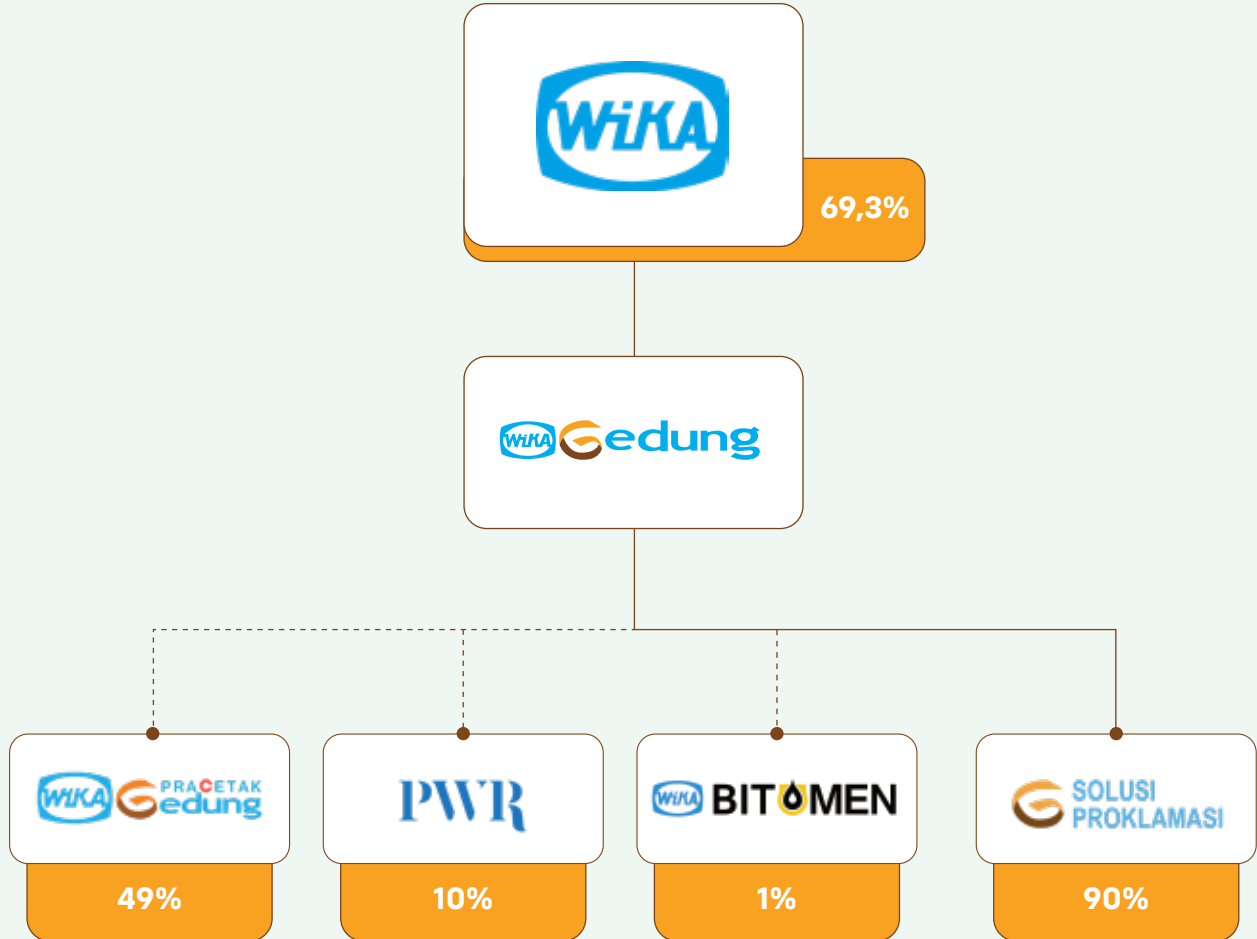 WiKA
69,3%
WiKA Gedung
WiKA PRACETAK
Gedung
PWR
WiKA BITUMEN
SOLUSI
PROKLAMASI
49%
10%
1%
90%